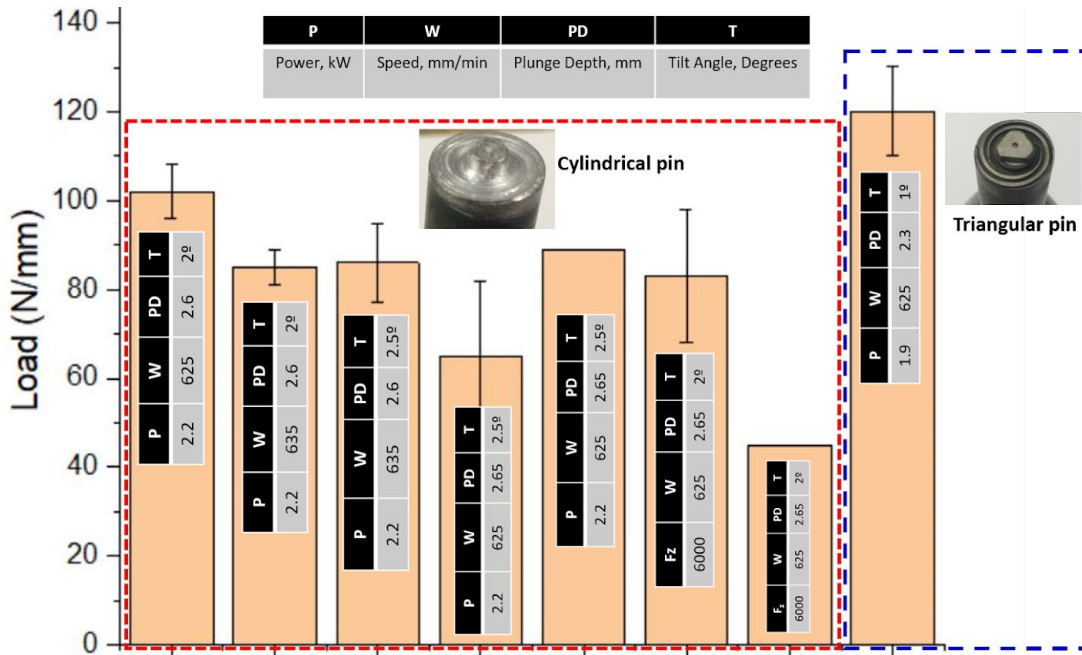 P W PD T
Power, kW Speed, mm/min Plunge Depth, mm Tilt Angle, Degrees
Load (N/mm)
140
120
100
80
60
40
20
0
Cylindrical pin
Triangular pin
P W PD T
2.2 625 2.6 2º
P W PD T
2.2 635 2.6 2º
P W PD T
2.2 635 2.6 2.5º
P W PD T
2.2 625 2.65 2.5º
P W PD T
2.2 625 2.65 2.5º
Fz W PD T
6000 625 2.65 2º
Fz W PD T
6000 625 2.65 2º
P W PD T
1.9 625 2.3 1º